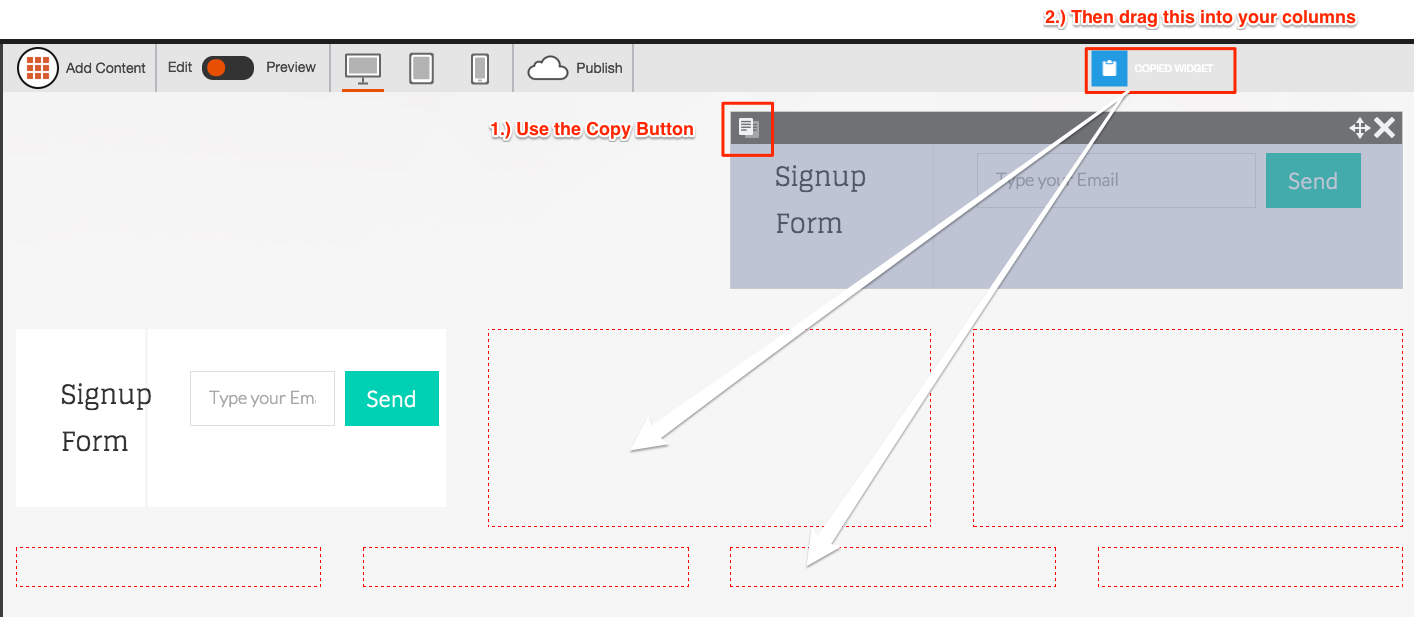 2.) Then drag this into your columns
Add Content
Edit
Preview
Publish
COPIED WIDGET
1.) Use the Copy Button
Signup
Form
Type your Email
Send
Signup
Form
Type your Em
Send